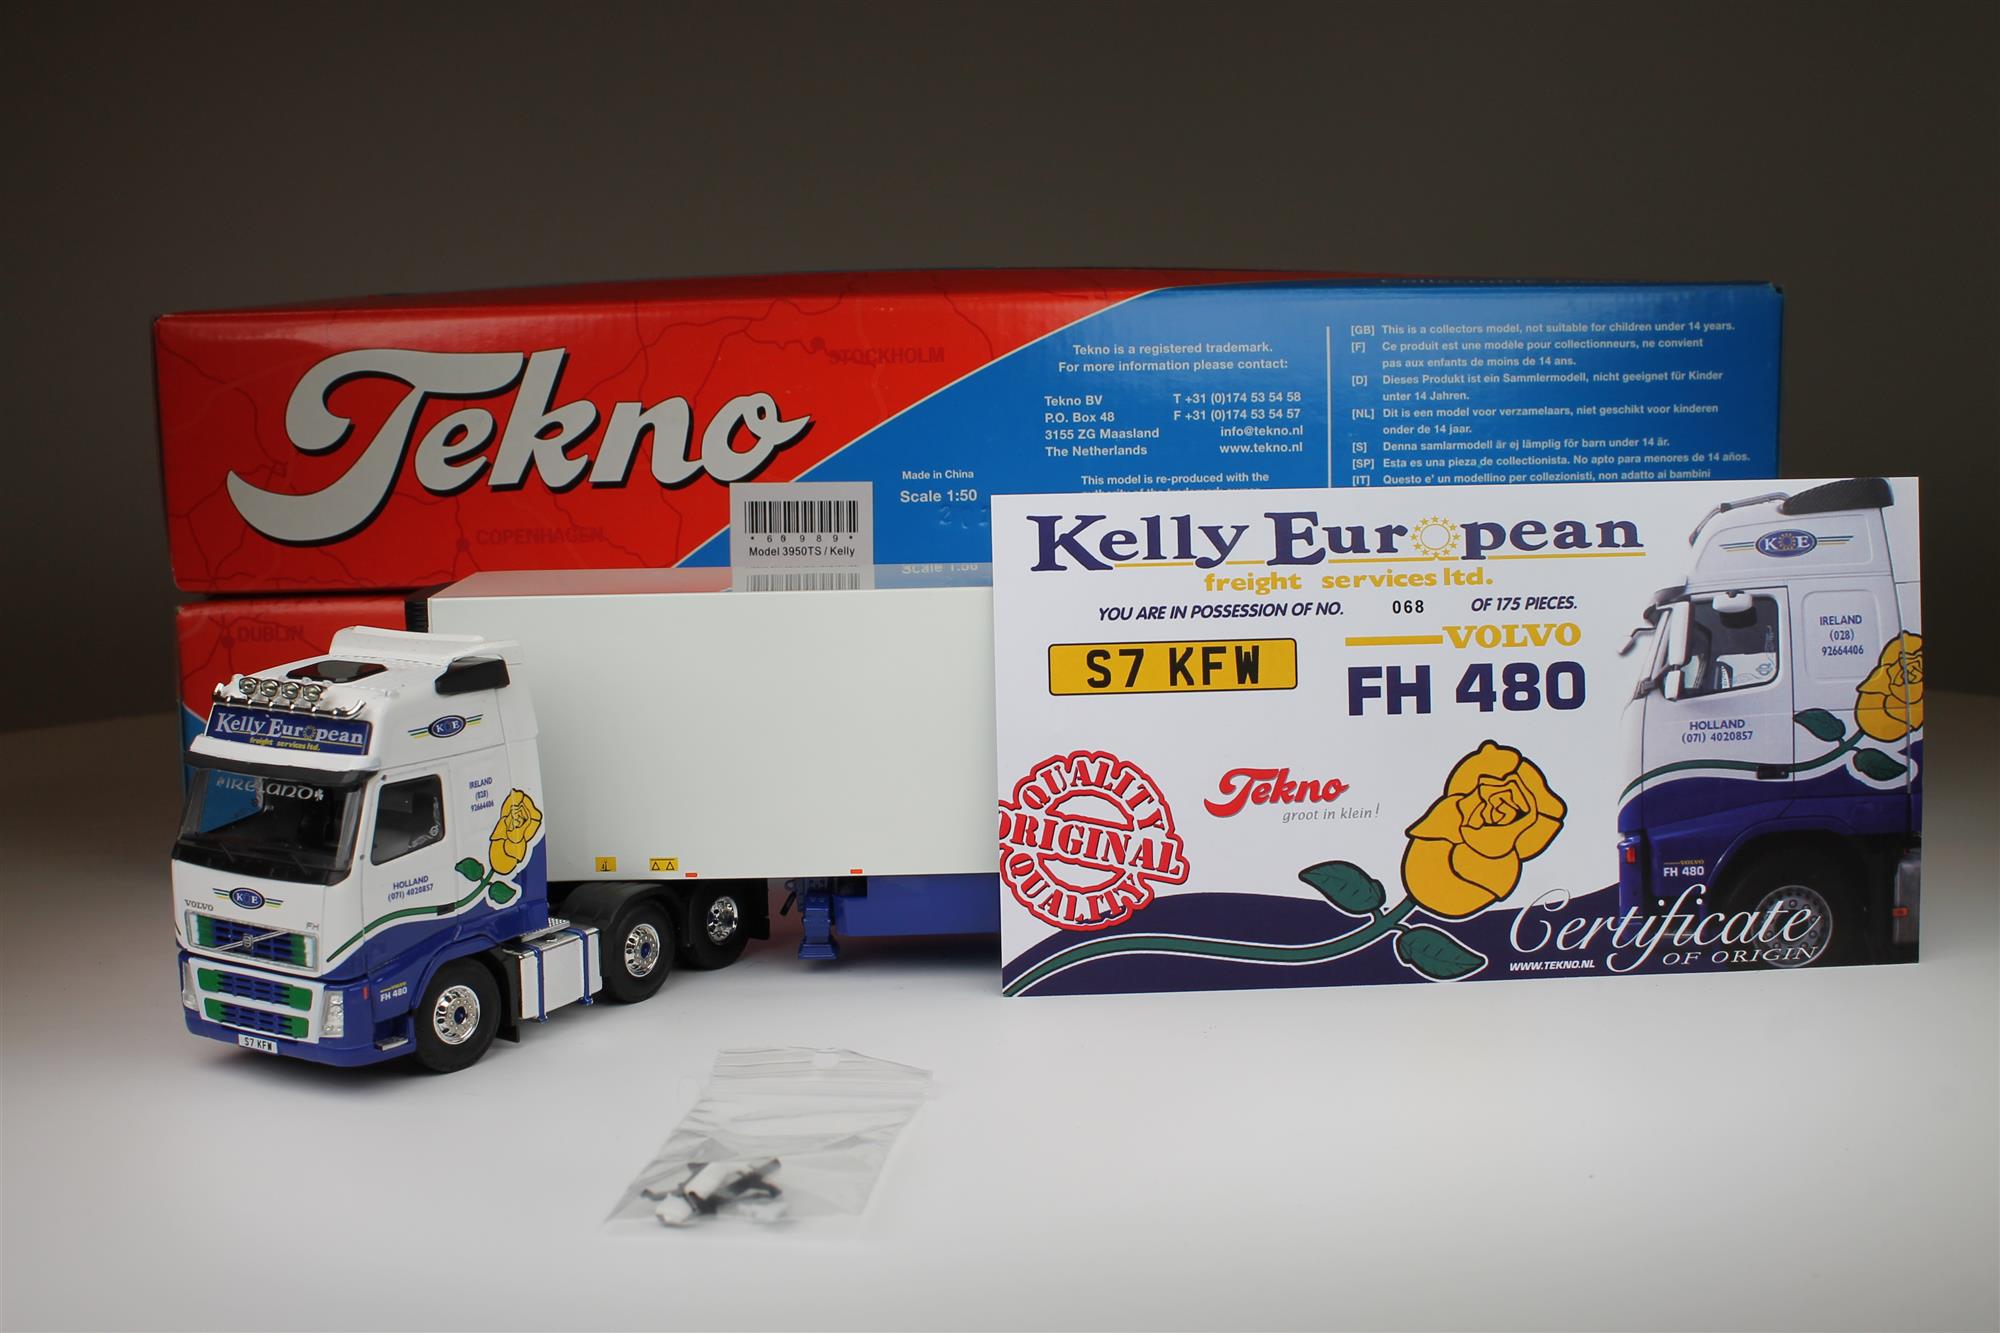 Tekno
STOCKHOLM
COPENHAGEN
DUBLIN
Made in China
Scale 1:50
Tekno is a registered trademark.
For more information please contact:
Tekno BV
P.O. Box 48
3155 ZG Maasland
The Netherlands
T +31 (0)174 53 54 58
F +31 (0)174 53 54 57
info@tekno.nl
www.tekno.nl
This model is re-produced with the
[GB] This is a collectors model, not suitable for children under 14 years.
[F] Ce produit est une modèle pour collectionneurs, ne convient
pas aux enfants de moins de 14 ans.
[D] Dieses Produkt ist ein Sammlermodell, nicht geeignet für Kinder
unter 14 Jahren.
[NL] Dit is een model voor verzamelaars, niet geschikt voor kinderen
onder de 14 jaar.
[S] Denna samlarmodell är ej lämplig för barn under 14 år.
[SP] Esta es una pieza de collectionista. No apto para menores de 14 años.
[IT] Questo e' un modellino per collezionisti, non adatto ai bambini
*60989*
Model 3950TS / Kelly
Scale 1:50
Kelly European
freight services ltd.
YOU ARE IN POSSESSION OF NO. 068 OF 175 PIECES.
S7 KFW
VOLVO
FH 480
QUALITY
ORIGINAL
QUALITY
Tekno
groot in klein!
Certificate
OF ORIGIN
WWW.TEKNO.NL
K E
IRELAND
(028)
92664406
HOLLAND
(071) 4020857
VOLVO
FH 480
Kelly European
freight services ltd.
K E
IRELAND
IRELAND
(028)
92664406
HOLLAND
(071) 4020857
K E
VOLVO
FH
FH 480
S7 KFW